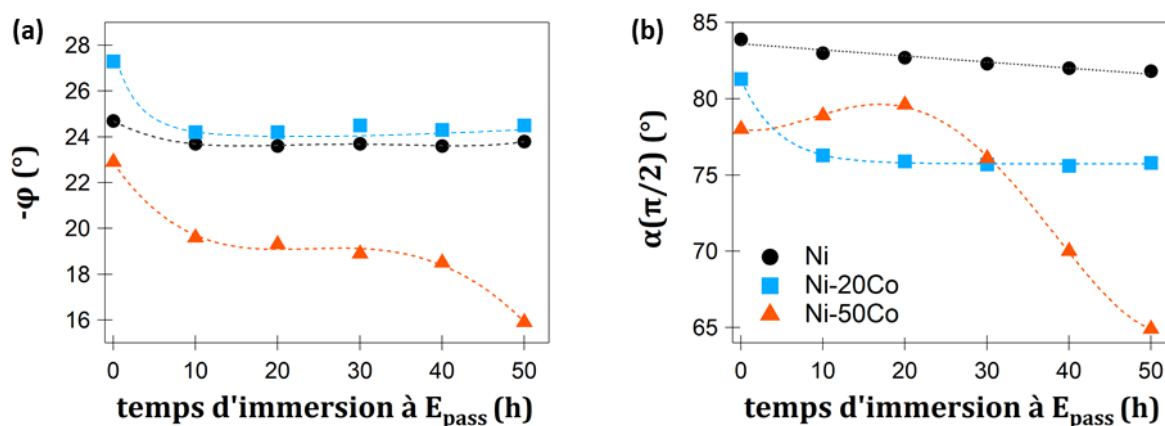 (a)
28
26
24
22
20
18
16
-φ (°)
0 10 20 30 40 50
temps d'immersion à Epass (h)
(b)
85
80
75
70
65
α(π/2) (°)
Ni
Ni-20Co
Ni-50Co
0 10 20 30 40 50
temps d'immersion à Epass (h)